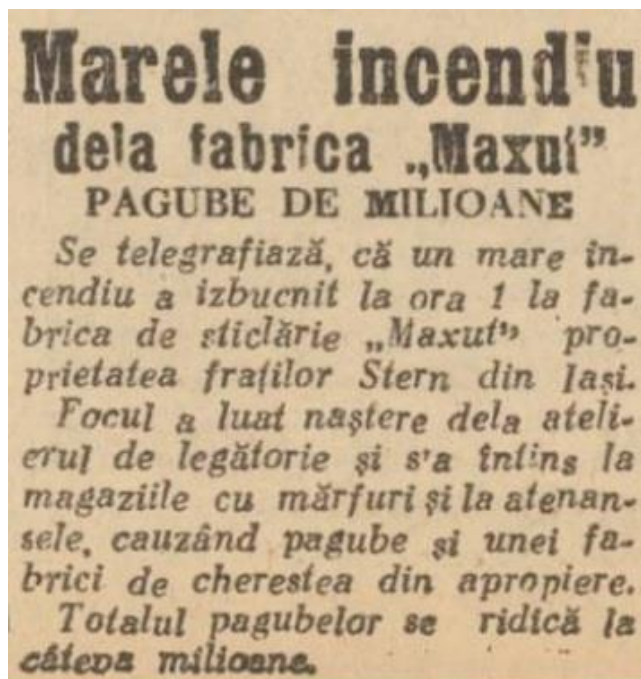 Marele incendiu
dela fabrica „Maxut”
PAGUBE DE MILIOANE
Se telegrafiază, că un mare in-
cendiu a izbucnit la ora 1 la fa-
brica de sticlărie „Maxut” pro-
prietatea fraților Stern din Iași.
Focul a luat naștere dela ateli-
erul de legătorie și s'a întins la
magaziile cu mărfuri și la atenan-
sele, cauzând pagube și unei fa-
brici de cherestea din apropiere.
Totalul pagubelor se ridică la
câteva milioane.